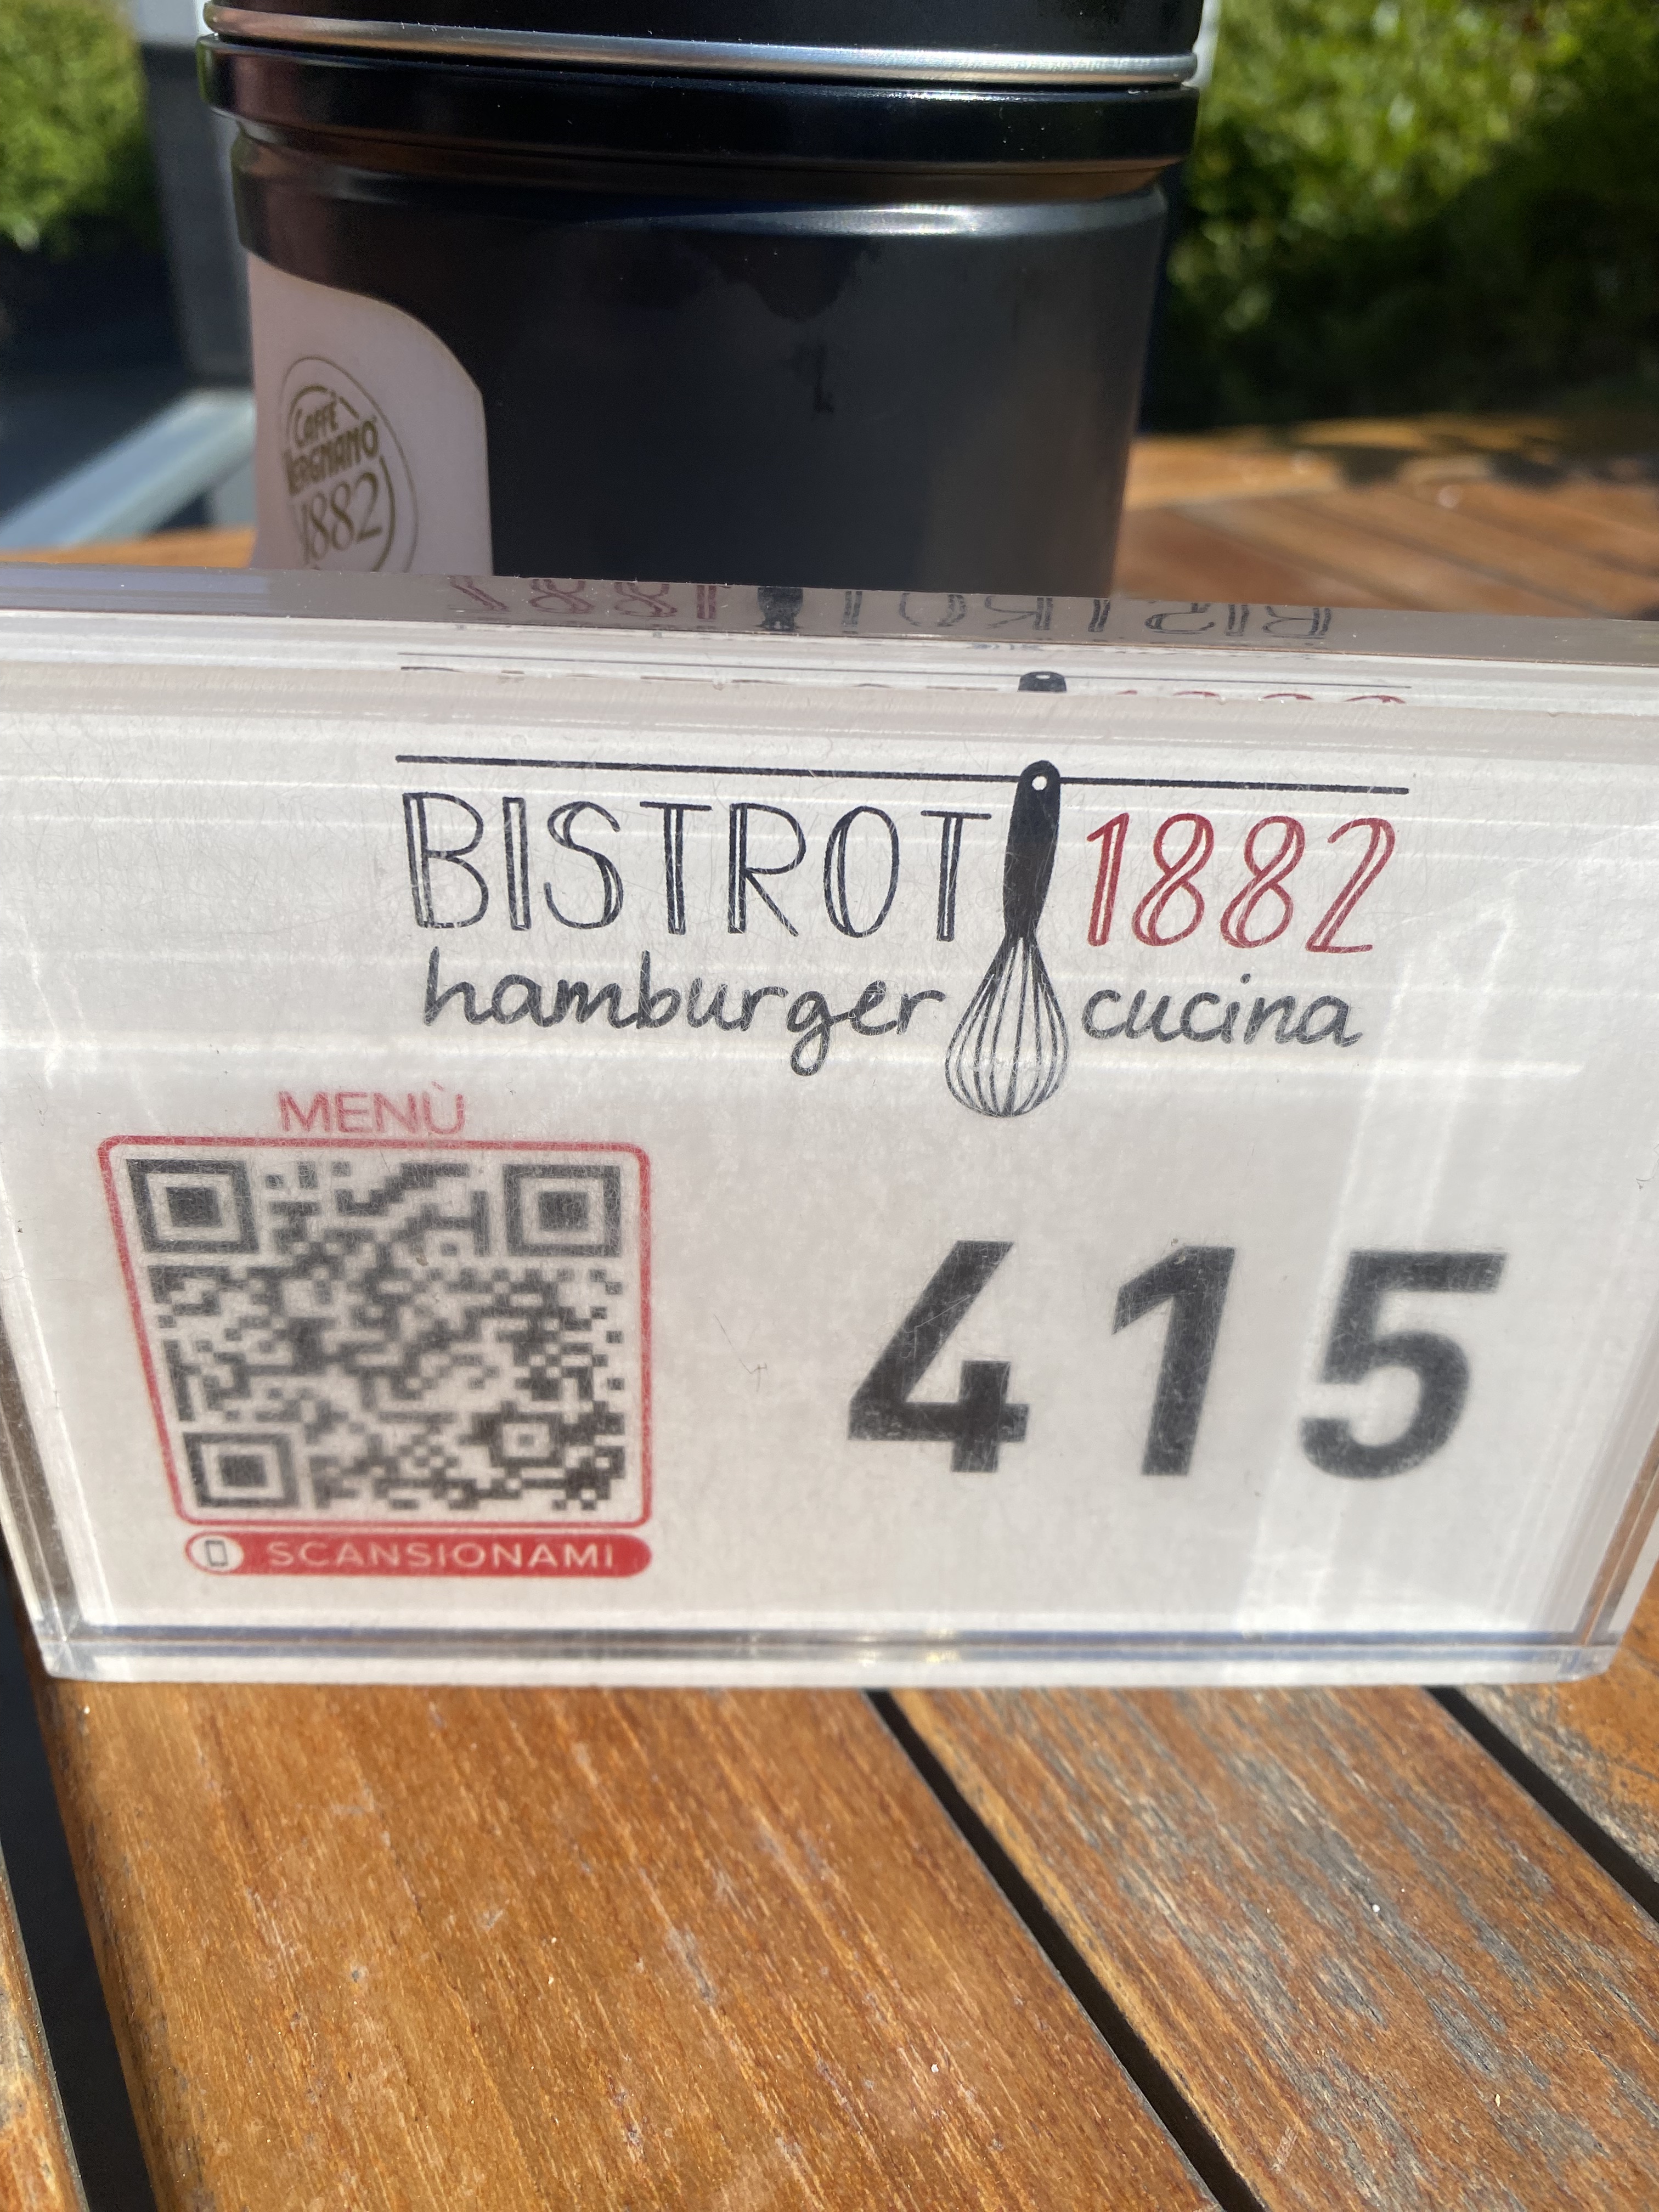 CAFFÈ
VERGNANO
1882
BISTROT 1882
hamburger cucina
MENÙ
415
SCANSIONAMI